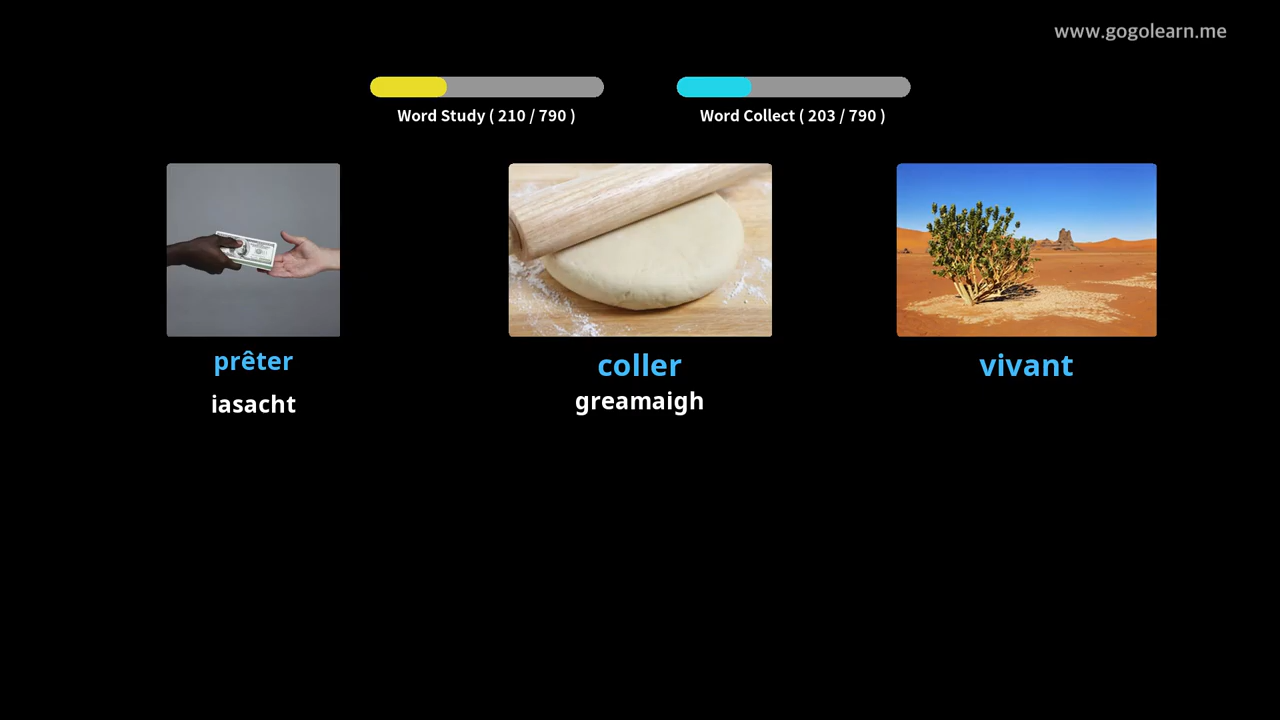 www.gogolearn.me
Word Study ( 210 / 790 )
Word Collect ( 203 / 790 )
prêter
iasacht
coller
greamaigh
vivant